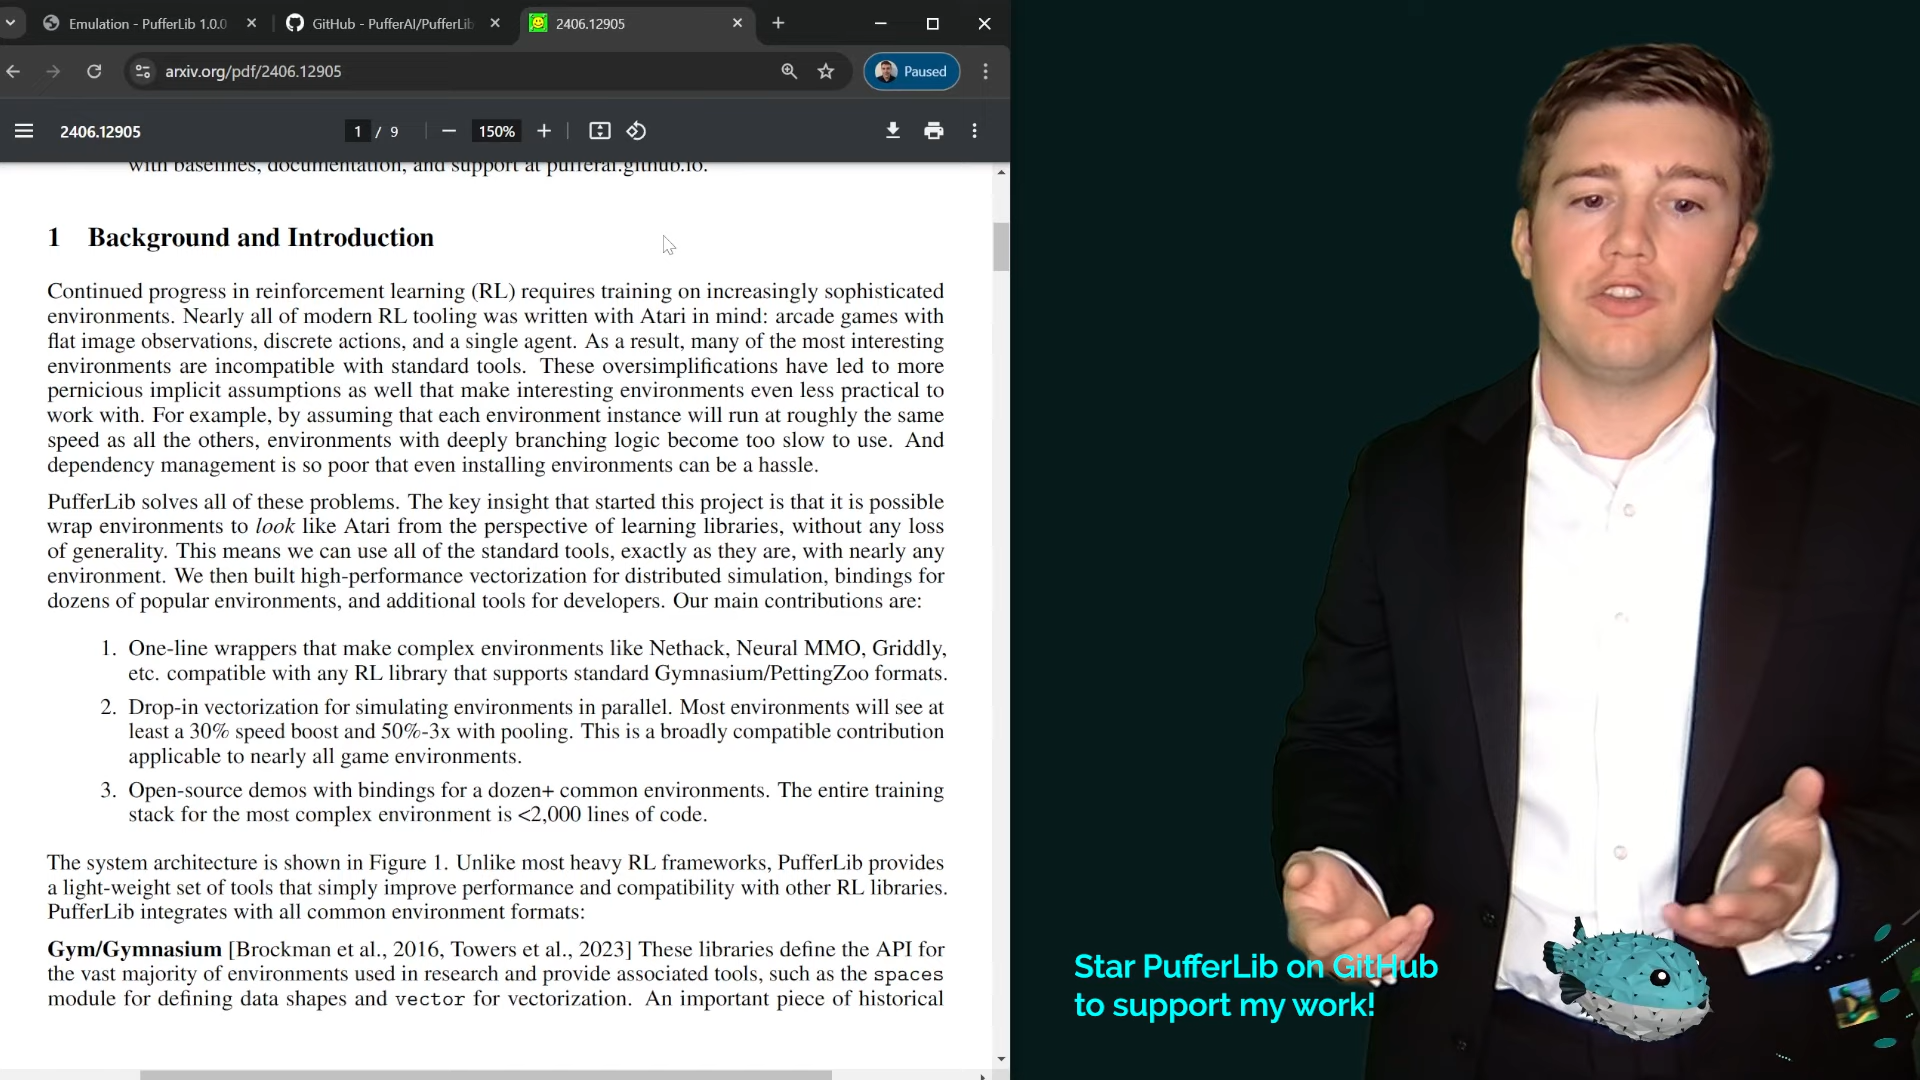 Emulation - PufferLib 1.0.0
GitHub - PufferAI/PufferLib
2406.12905
arxiv.org/pdf/2406.12905
Paused
2406.12905
1 / 9
150%
with baselines, documentation, and support at pufferai.github.io.
1 Background and Introduction
Continued progress in reinforcement learning (RL) requires training on increasingly sophisticated
environments. Nearly all of modern RL tooling was written with Atari in mind: arcade games with
flat image observations, discrete actions, and a single agent. As a result, many of the most interesting
environments are incompatible with standard tools. These oversimplifications have led to more
pernicious implicit assumptions as well that make interesting environments even less practical to
work with. For example, by assuming that each environment instance will run at roughly the same
speed as all the others, environments with deeply branching logic become too slow to use. And
dependency management is so poor that even installing environments can be a hassle.
PufferLib solves all of these problems. The key insight that started this project is that it is possible
wrap environments to look like Atari from the perspective of learning libraries, without any loss
of generality. This means we can use all of the standard tools, exactly as they are, with nearly any
environment. We then built high-performance vectorization for distributed simulation, bindings for
dozens of popular environments, and additional tools for developers. Our main contributions are:
1. One-line wrappers that make complex environments like Nethack, Neural MMO, Griddly,
etc. compatible with any RL library that supports standard Gymnasium/PettingZoo formats.
2. Drop-in vectorization for simulating environments in parallel. Most environments will see at
least a 30% speed boost and 50%-3x with pooling. This is a broadly compatible contribution
applicable to nearly all game environments.
3. Open-source demos with bindings for a dozen+ common environments. The entire training
stack for the most complex environment is <2,000 lines of code.
The system architecture is shown in Figure 1. Unlike most heavy RL frameworks, PufferLib provides
a light-weight set of tools that simply improve performance and compatibility with other RL libraries.
PufferLib integrates with all common environment formats:
Gym/Gymnasium [Brockman et al., 2016, Towers et al., 2023] These libraries define the API for
the vast majority of environments used in research and provide associated tools, such as the spaces
module for defining data shapes and vector for vectorization. An important piece of historical
Star PufferLib on GitHub
to support my work!